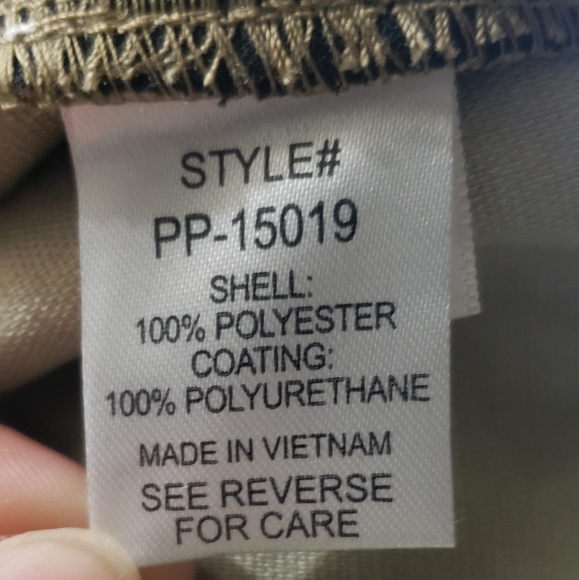 STYLE#
PP-15019
SHELL:
100% POLYESTER
COATING:
100% POLYURETHANE
MADE IN VIETNAM
SEE REVERSE
FOR CARE